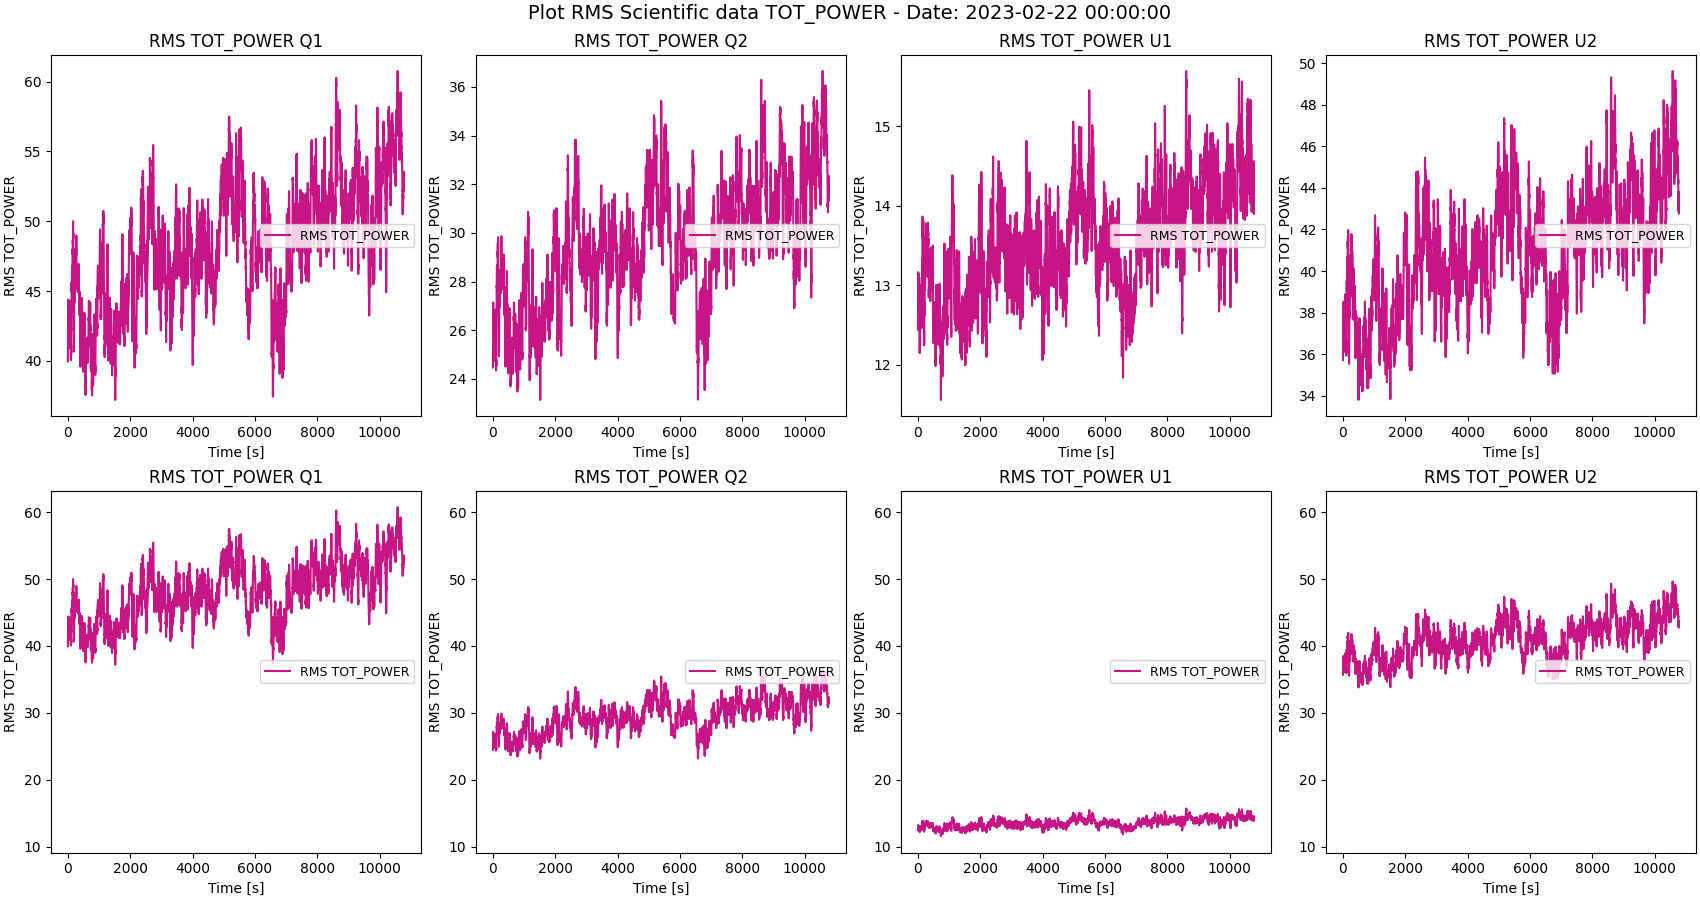 Plot RMS Scientific data TOT_POWER - Date: 2023-02-22 00:00:00
RMS TOT_POWER Q1
RMS TOT_POWER
60
55
50
45
40
RMS TOT_POWER
0 2000 4000 6000 8000 10000
Time [s]
RMS TOT_POWER Q2
RMS TOT_POWER
36
34
32
30
28
26
24
RMS TOT_POWER
0 2000 4000 6000 8000 10000
Time [s]
RMS TOT_POWER U1
RMS TOT_POWER
15
14
13
12
RMS TOT_POWER
0 2000 4000 6000 8000 10000
Time [s]
RMS TOT_POWER U2
RMS TOT_POWER
50
48
46
44
42
40
38
36
34
RMS TOT_POWER
0 2000 4000 6000 8000 10000
Time [s]
RMS TOT_POWER Q1
RMS TOT_POWER
60
50
40
30
20
10
RMS TOT_POWER
0 2000 4000 6000 8000 10000
Time [s]
RMS TOT_POWER Q2
RMS TOT_POWER
60
50
40
30
20
10
RMS TOT_POWER
0 2000 4000 6000 8000 10000
Time [s]
RMS TOT_POWER U1
RMS TOT_POWER
60
50
40
30
20
10
RMS TOT_POWER
0 2000 4000 6000 8000 10000
Time [s]
RMS TOT_POWER U2
RMS TOT_POWER
60
50
40
30
20
10
RMS TOT_POWER
0 2000 4000 6000 8000 10000
Time [s]